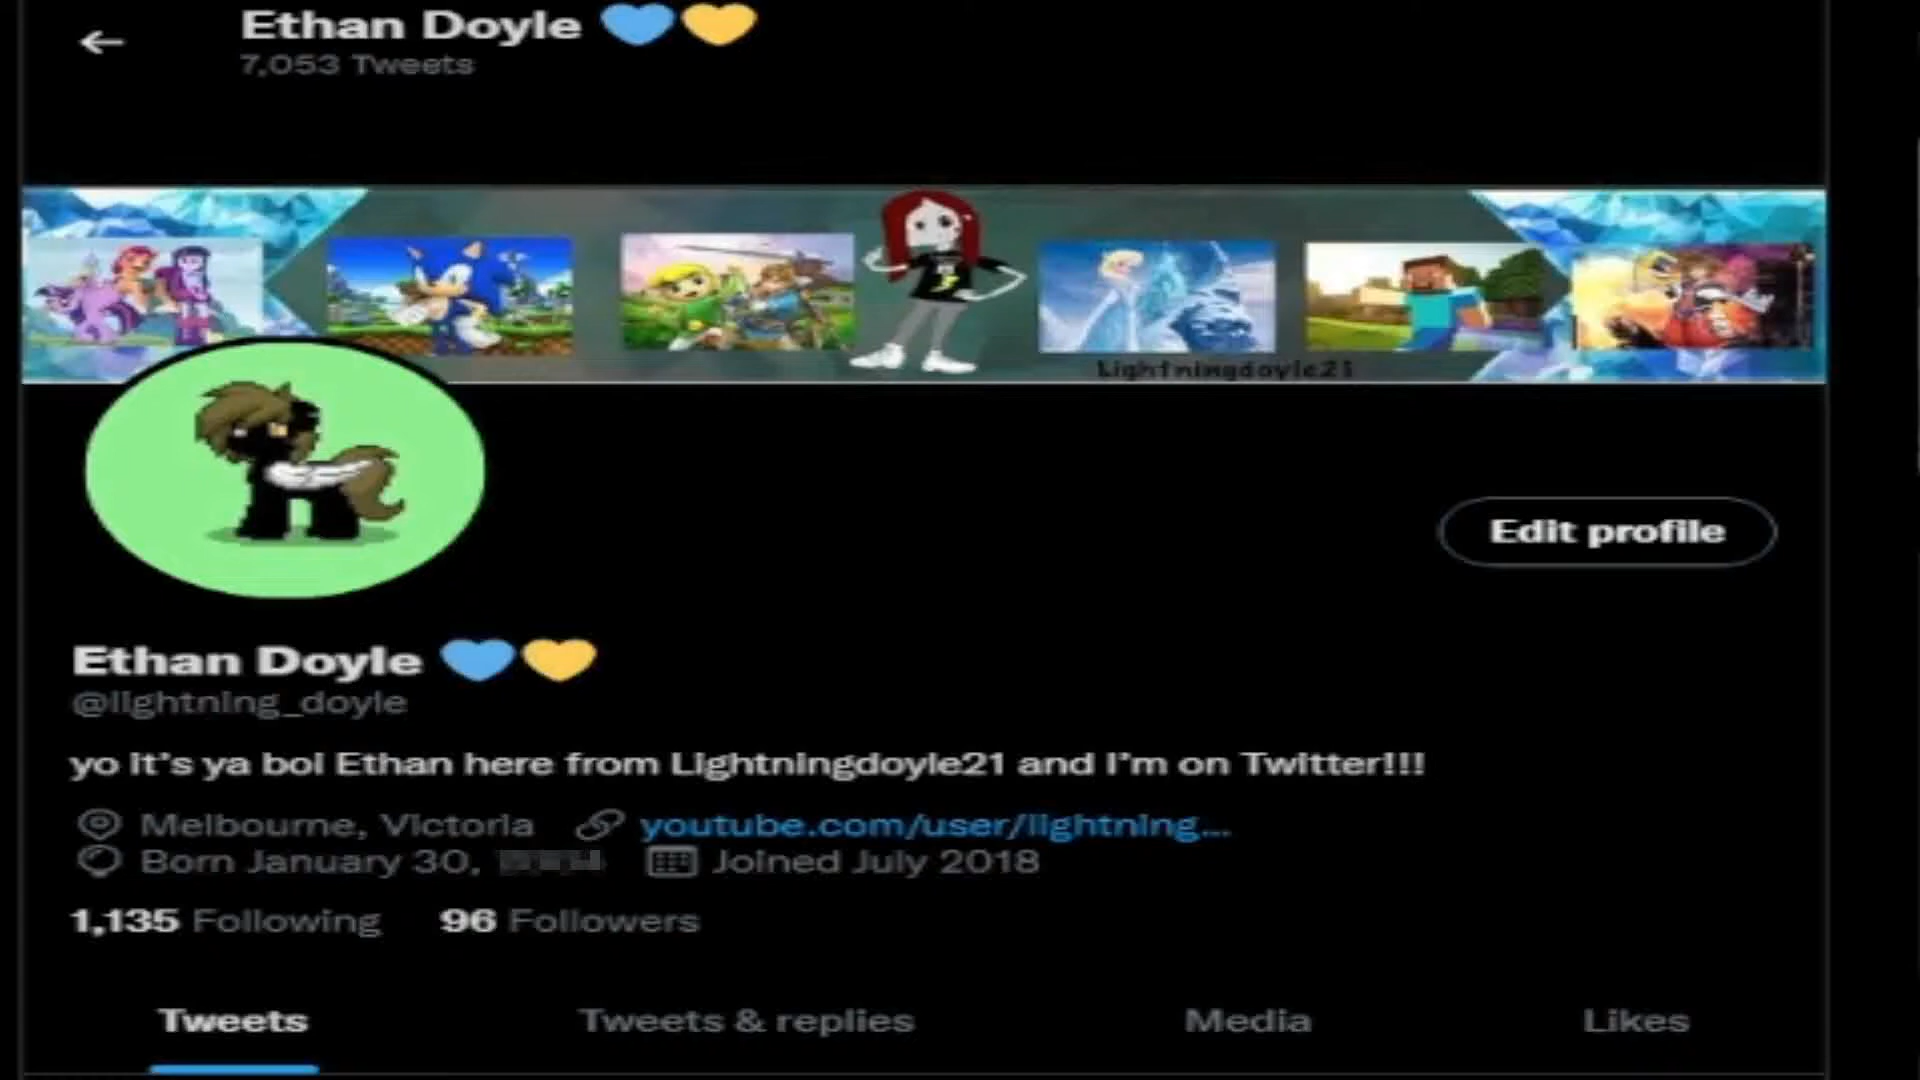 Ethan Doyle 💙💛
7,053 Tweets
Lightningdoyle21
Edit profile
Ethan Doyle 💙💛
@lightning_doyle
yo it's ya boi Ethan here from Lightningdoyle21 and I'm on Twitter!!!
Melbourne, Victoria youtube.com/user/lightning...
Born January 30, Joined July 2018
1,135 Following 96 Followers
Tweets Tweets & replies Media Likes